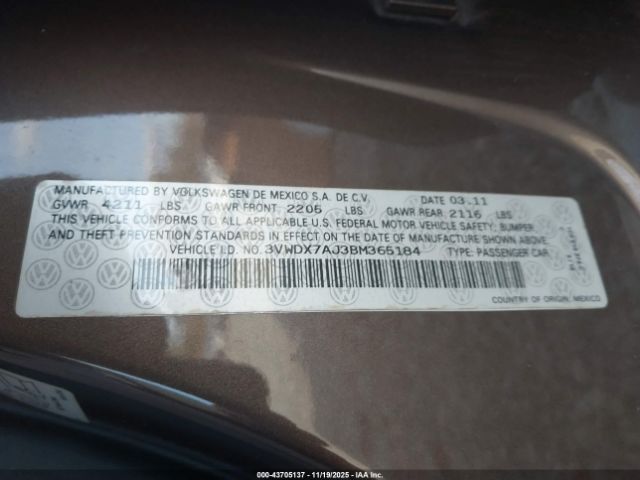 MANUFACTURED BY VOLKSWAGEN DE MEXICO S.A. DE C.V. DATE 03.11
GVWR 4211 LBS GAWR FRONT 2205 LBS GAWR REAR 2116 LBS
THIS VEHICLE CONFORMS TO ALL APPLICABLE U.S. FEDERAL MOTOR VEHICLE SAFETY, BUMPER
AND THEFT PREVENTION STANDARDS IN EFFECT ON THE DATE OF MANUFACTURE SHOWN ABOVE.
VEHICLE I.D. NO. 3VWDX7AJ3BM365184 TYPE: PASSENGER CAR
COUNTRY OF ORIGIN: MEXICO
000-43705137 - 11/19/2025 - IAA Inc.